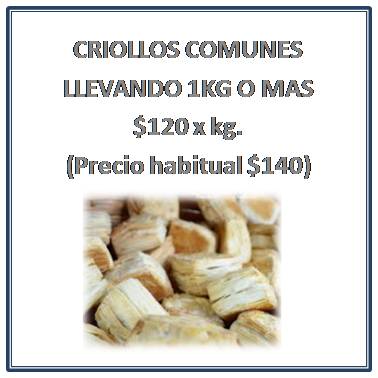 CRIOLLOS COMUNES
LLEVANDO 1KG O MAS
$120 x kg.
(Precio habitual $140)